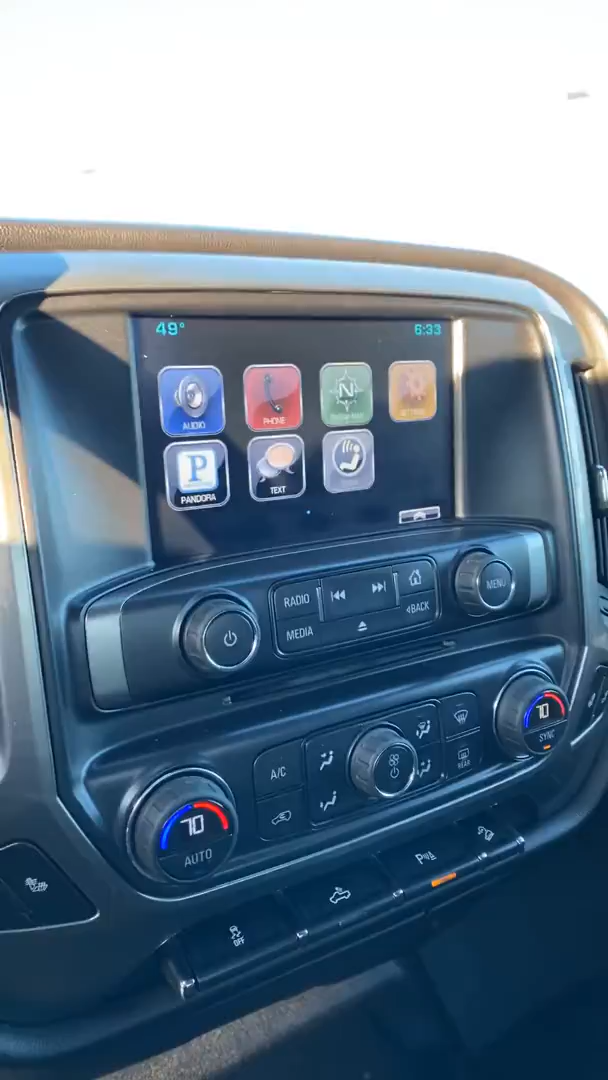 49° 6:33
AUDIO PHONE N SETTINGS
P
PANDORA TEXT
RADIO MENU
MEDIA BACK
70
SYNC
A/C REAR
70
AUTO
P
OFF